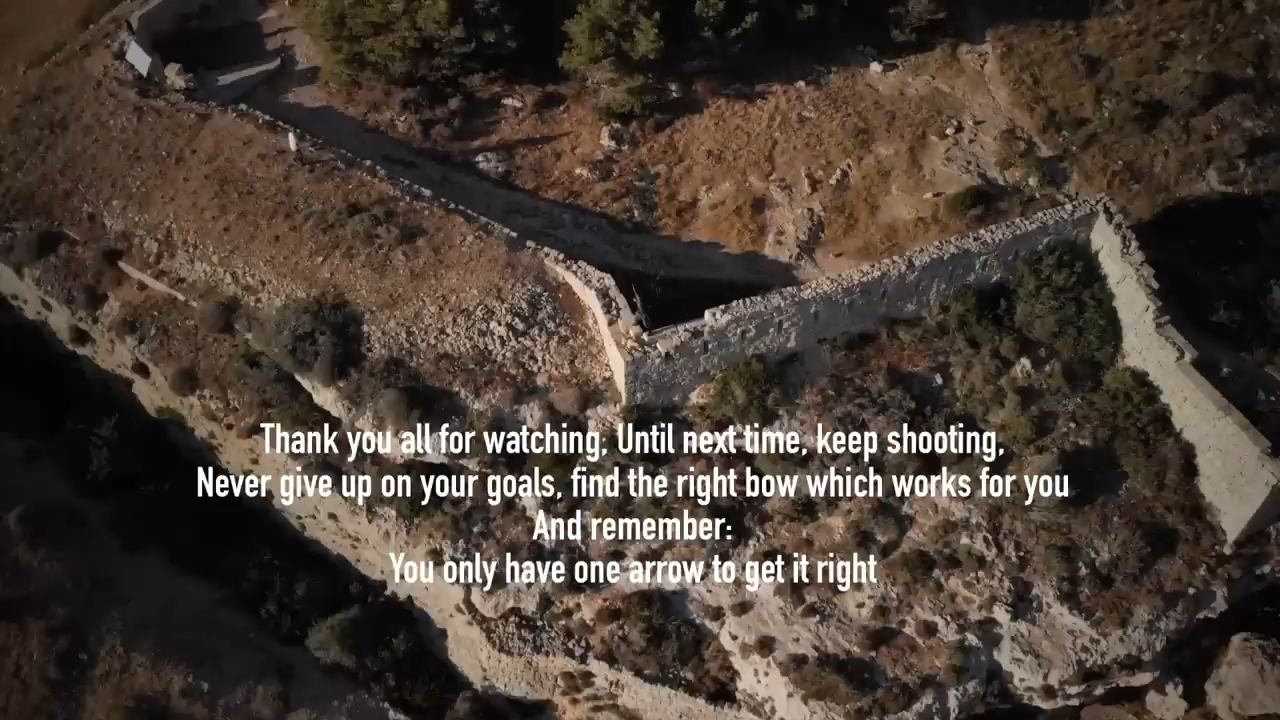 Thank you all for watching, Until next time, keep shooting,
Never give up on your goals, find the right bow which works for you
And remember:
You only have one arrow to get it right